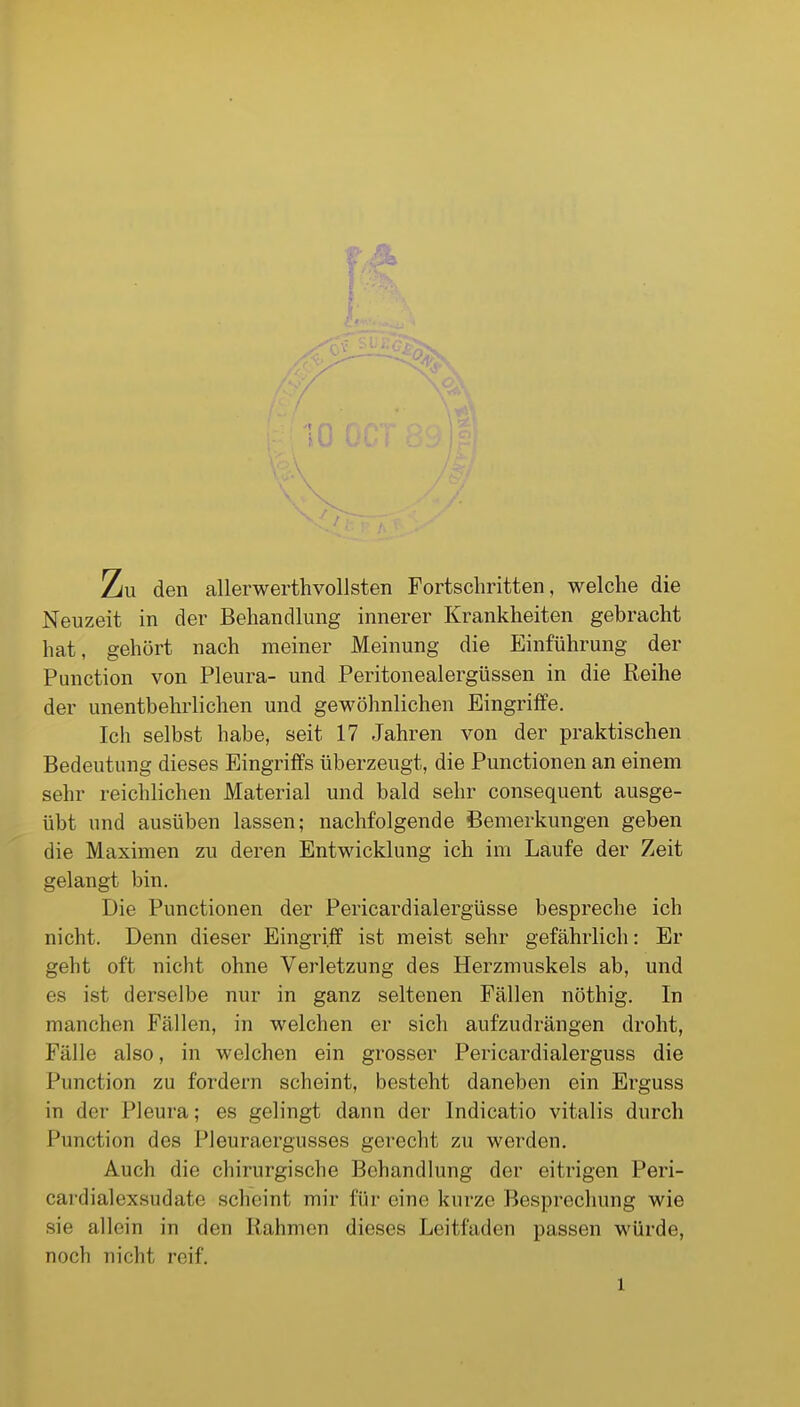 OF SURGEONS OF
10 OCT 89
Zu den allerwerthvollsten Fortschritten, welche die
Neuzeit in der Behandlung innerer Krankheiten gebracht
hat, gehört nach meiner Meinung die Einführung der
Punction von Pleura- und Peritonealergüssen in die Reihe
der unentbehrlichen und gewöhnlichen Eingriffe.
Ich selbst habe, seit 17 Jahren von der praktischen
Bedeutung dieses Eingriffs überzeugt, die Punctionen an einem
sehr reichlichen Material und bald sehr consequent ausge-
übt und ausüben lassen; nachfolgende Bemerkungen geben
die Maximen zu deren Entwicklung ich im Laufe der Zeit
gelangt bin.
Die Punctionen der Pericardialergüsse bespreche ich
nicht. Denn dieser Eingriff ist meist sehr gefährlich: Er
geht oft nicht ohne Verletzung des Herzmuskels ab, und
es ist derselbe nur in ganz seltenen Fällen nöthig. In
manchen Fällen, in welchen er sich aufzudrängen droht,
Fälle also, in welchen ein grosser Pericardialerguss die
Punction zu fordern scheint, besteht daneben ein Erguss
in der Pleura; es gelingt dann der Indicatio vitalis durch
Punction des Pleuraergusses gerecht zu werden.
Auch die chirurgische Behandlung der eitrigen Peri-
cardialexsudate scheint mir für eine kurze Besprechung wie
sie allein in den Rahmen dieses Leitfaden passen würde,
noch nicht reif.
1